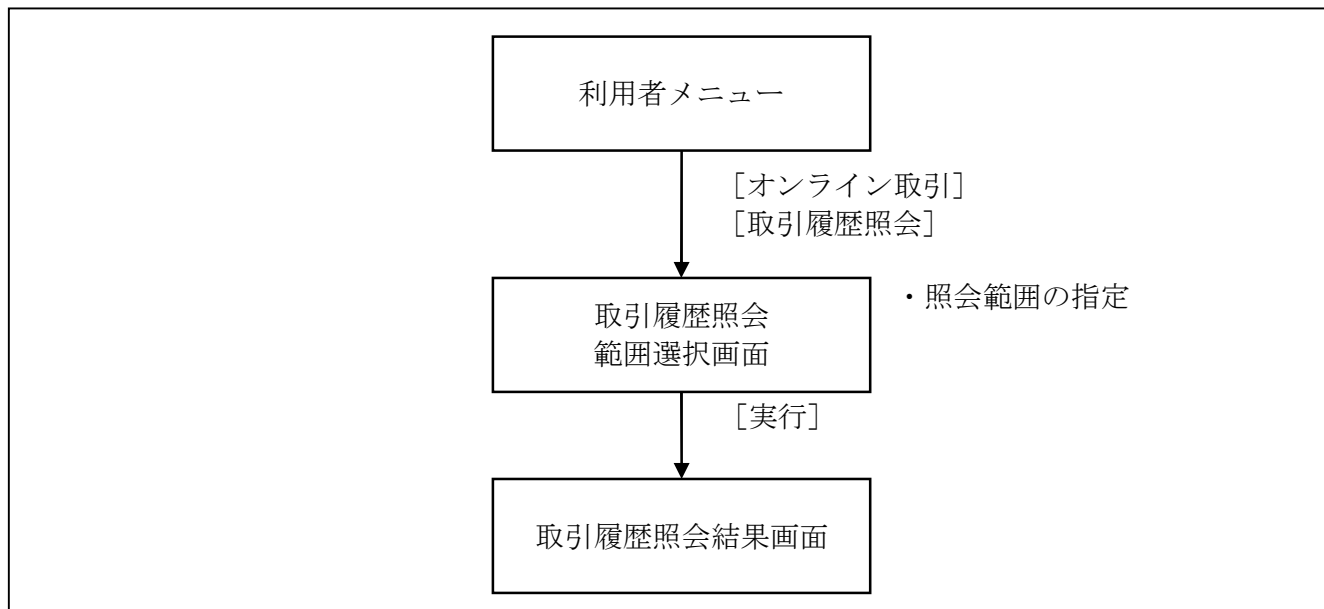 利用者メニュー
［オンライン取引］
［取引履歴照会］
取引履歴照会
範囲選択画面
・照会範囲の指定
［実行］
取引履歴照会結果画面